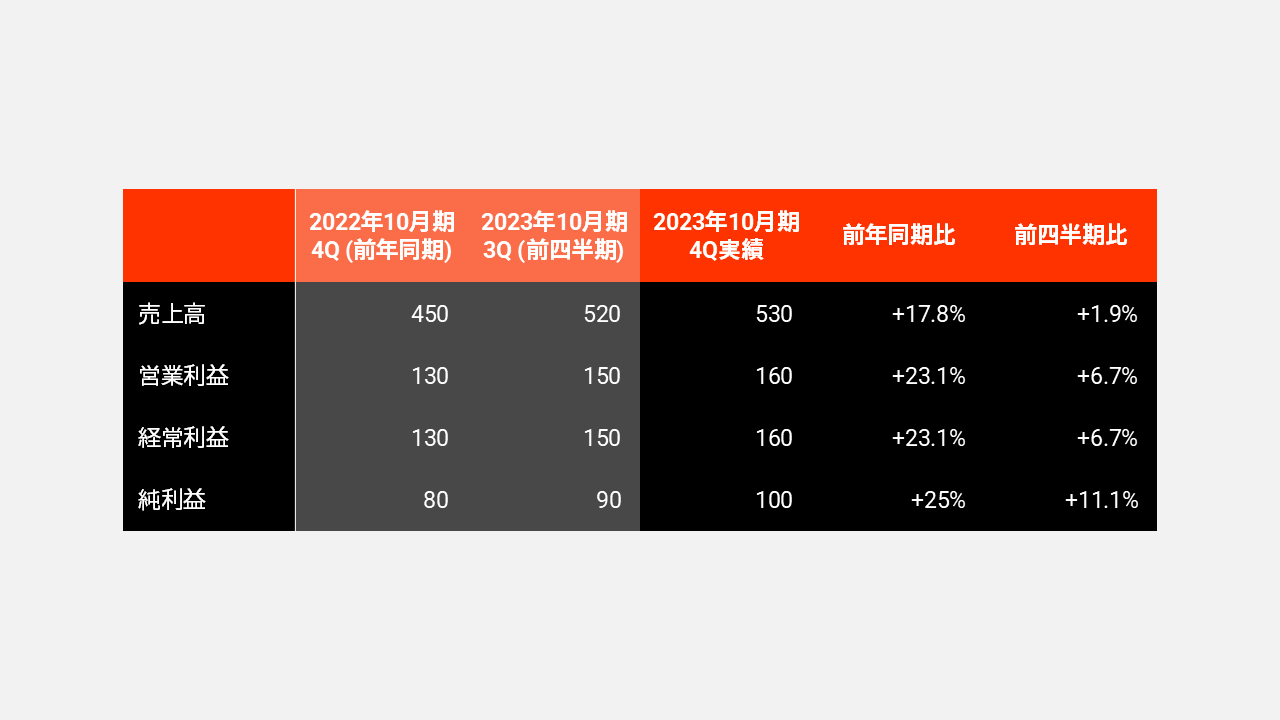 2022年10月期
4Q (前年同期)
2023年10月期
3Q (前四半期)
2023年10月期
4Q実績
前年同期比
前四半期比
売上高 450 520 530 +17.8% +1.9%
営業利益 130 150 160 +23.1% +6.7%
経常利益 130 150 160 +23.1% +6.7%
純利益 80 90 100 +25% +11.1%